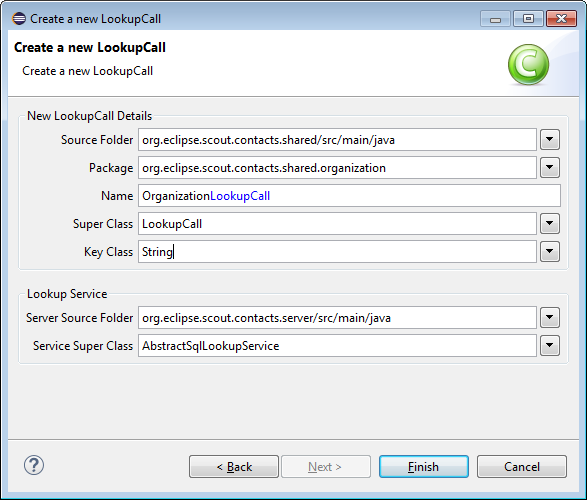 Create a new LookupCall
Create a new LookupCall
Create a new LookupCall
C
New LookupCall Details
Source Folder org.eclipse.scout.contacts.shared/src/main/java
Package org.eclipse.scout.contacts.shared.organization
Name OrganizationLookupCall
Super Class LookupCall
Key Class String
Lookup Service
Server Source Folder org.eclipse.scout.contacts.server/src/main/java
Service Super Class AbstractSqlLookupService
? < Back Next > Finish Cancel